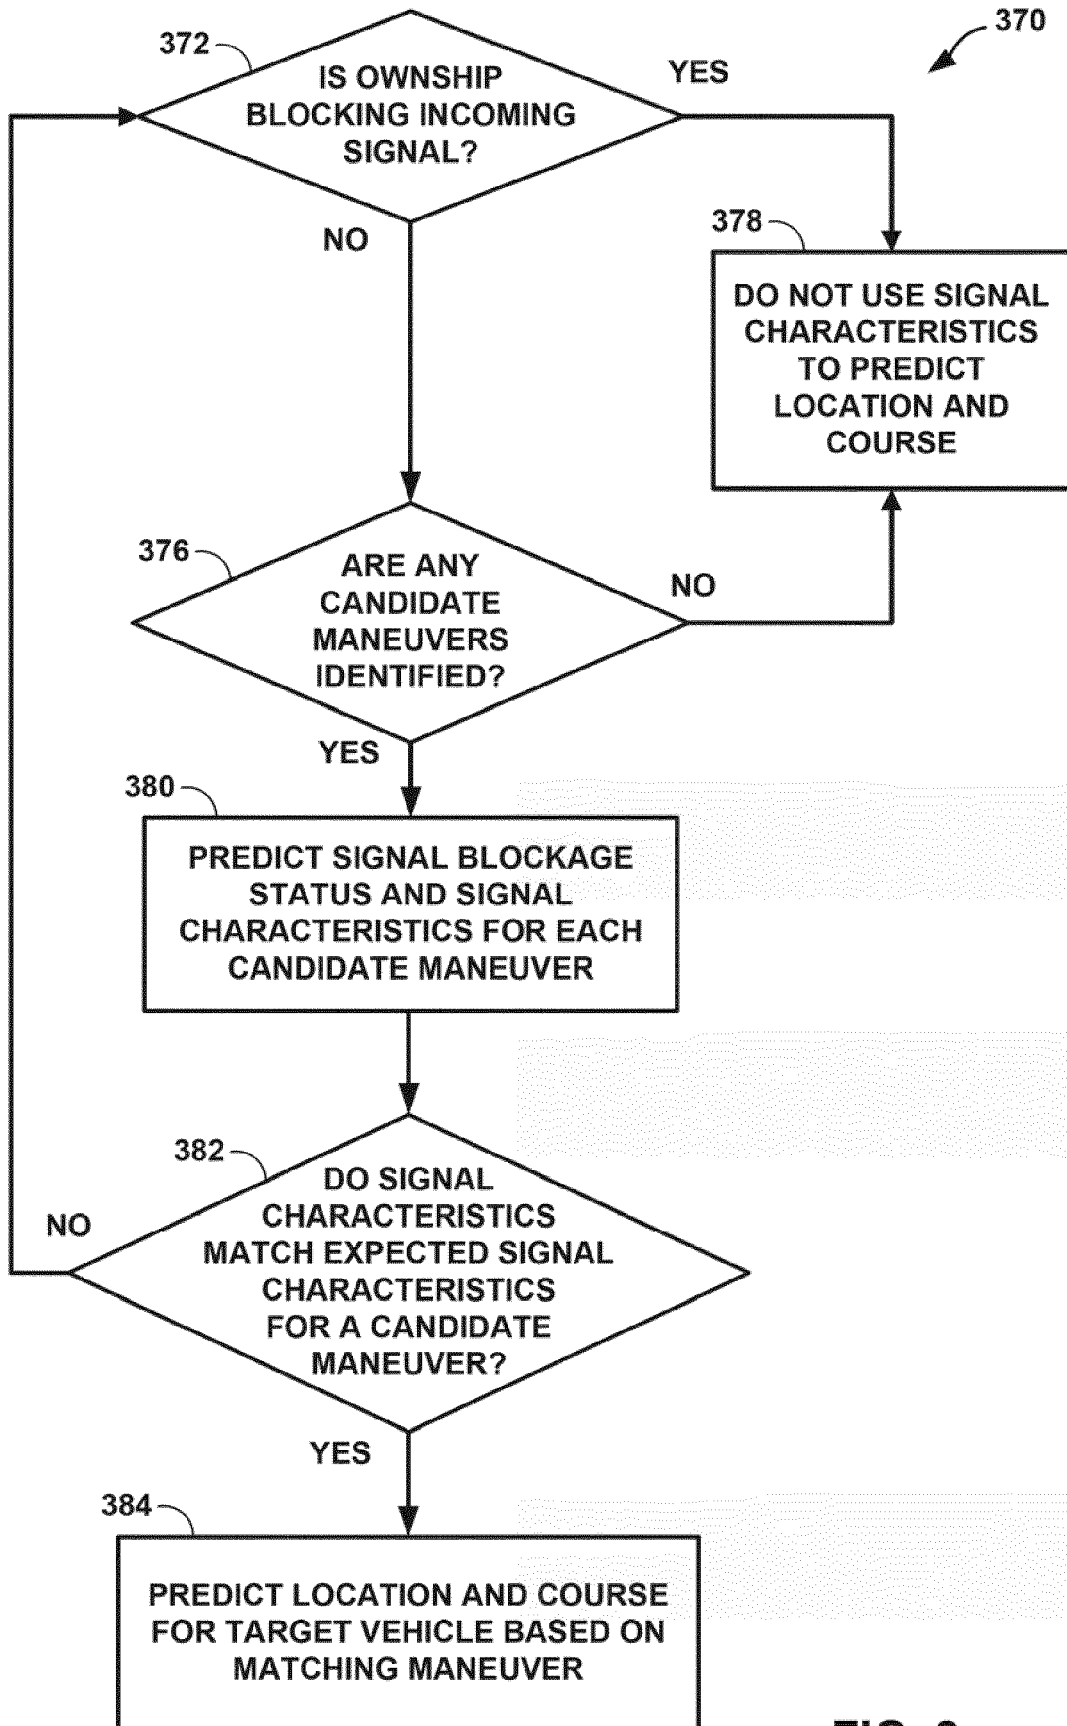 370
372
IS OWNSHIP
BLOCKING INCOMING
SIGNAL?
YES
NO
378
DO NOT USE SIGNAL
CHARACTERISTICS
TO PREDICT
LOCATION AND
COURSE
376
ARE ANY
CANDIDATE
MANEUVERS
IDENTIFIED?
NO
YES
380
PREDICT SIGNAL BLOCKAGE
STATUS AND SIGNAL
CHARACTERISTICS FOR EACH
CANDIDATE MANEUVER
382
DO SIGNAL
CHARACTERISTICS
MATCH EXPECTED SIGNAL
CHARACTERISTICS
FOR A CANDIDATE
MANEUVER?
NO
YES
384
PREDICT LOCATION AND COURSE
FOR TARGET VEHICLE BASED ON
MATCHING MANEUVER
FIG.